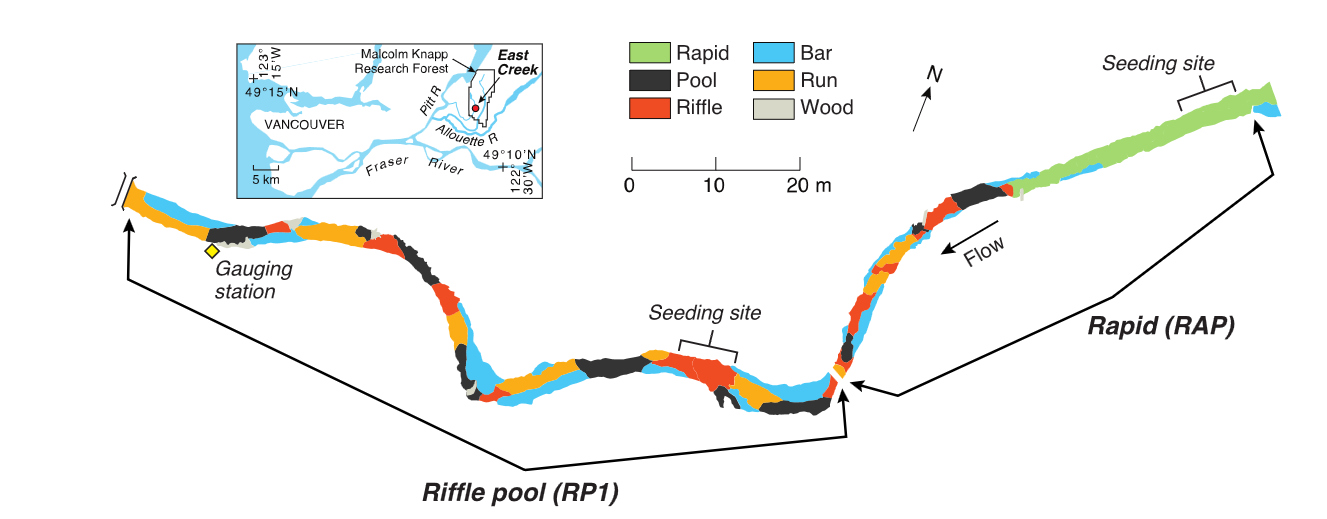 123°
15'W
49°15'N
Malcolm Knapp
Research Forest
East
Creek
Pitt R
VANCOUVER
Allouette R
Fraser River
49°10'N
122°
30'W
5 km
Rapid
Pool
Riffle
Bar
Run
Wood
0 10 20 m
N
Seeding site
Flow
Gauging
station
Seeding site
Rapid (RAP)
Riffle pool (RP1)